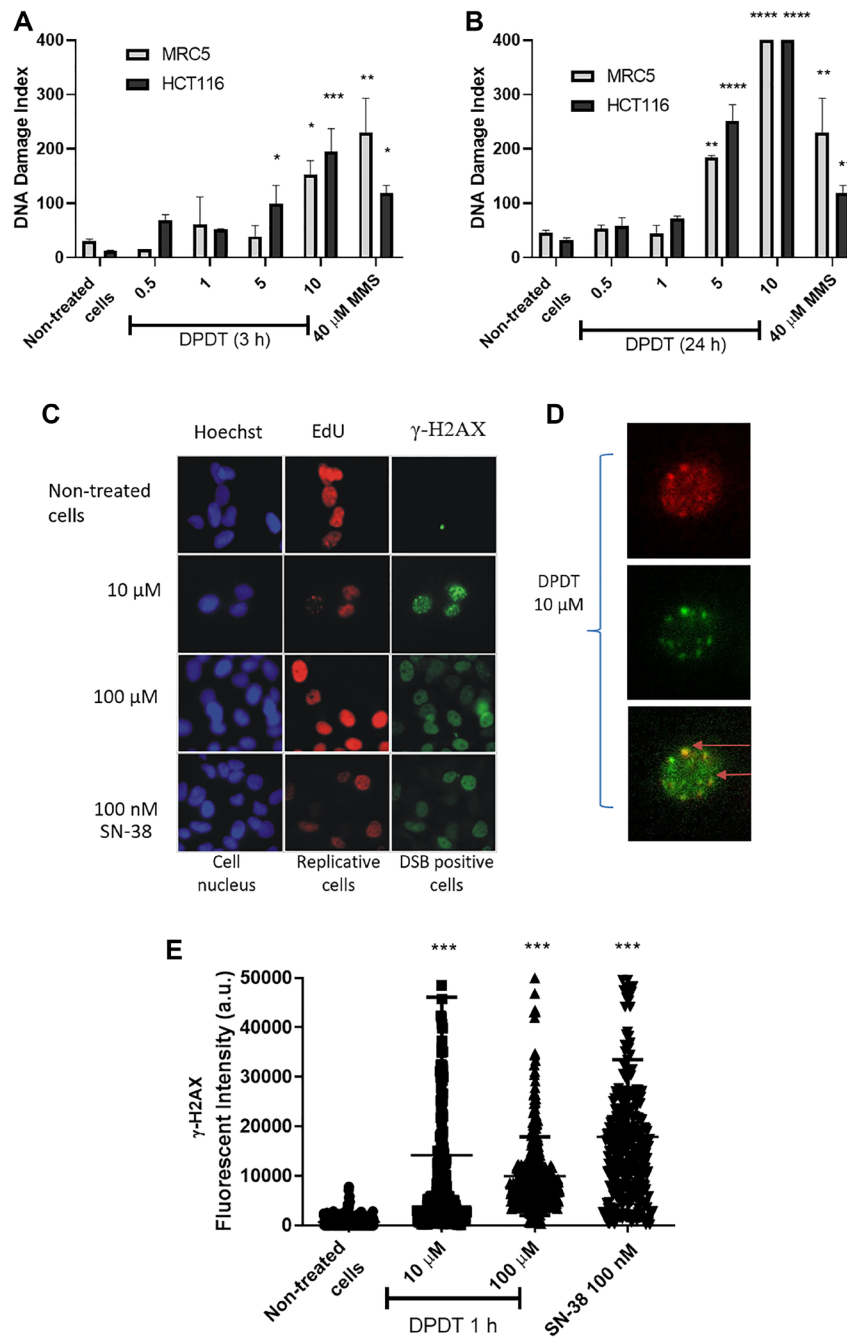 A
400
300
200
100
0
DNA Damage Index
MRC5
HCT116
*
*
***
**
*
Non-treated
cells
0.5
1
5
10
40 μM MMS
DPDT (3 h)
B
400
300
200
100
0
DNA Damage Index
MRC5
HCT116
**
****
**** ****
**
**
Non-treated
cells
0.5
1
5
10
40 μM MMS
DPDT (24 h)
C
Hoechst EdU γ-H2AX
Non-treated
cells
10 μM
100 μM
100 nM
SN-38
Cell
nucleus
Replicative
cells
DSB positive
cells
D
DPDT
10 μM
E
*** *** ***
50000
40000
30000
20000
10000
0
γ-H2AX
Fluorescent Intensity (a.u.)
Non-treated
cells
10 μM
100 μM
SN-38 100 nM
DPDT 1 h